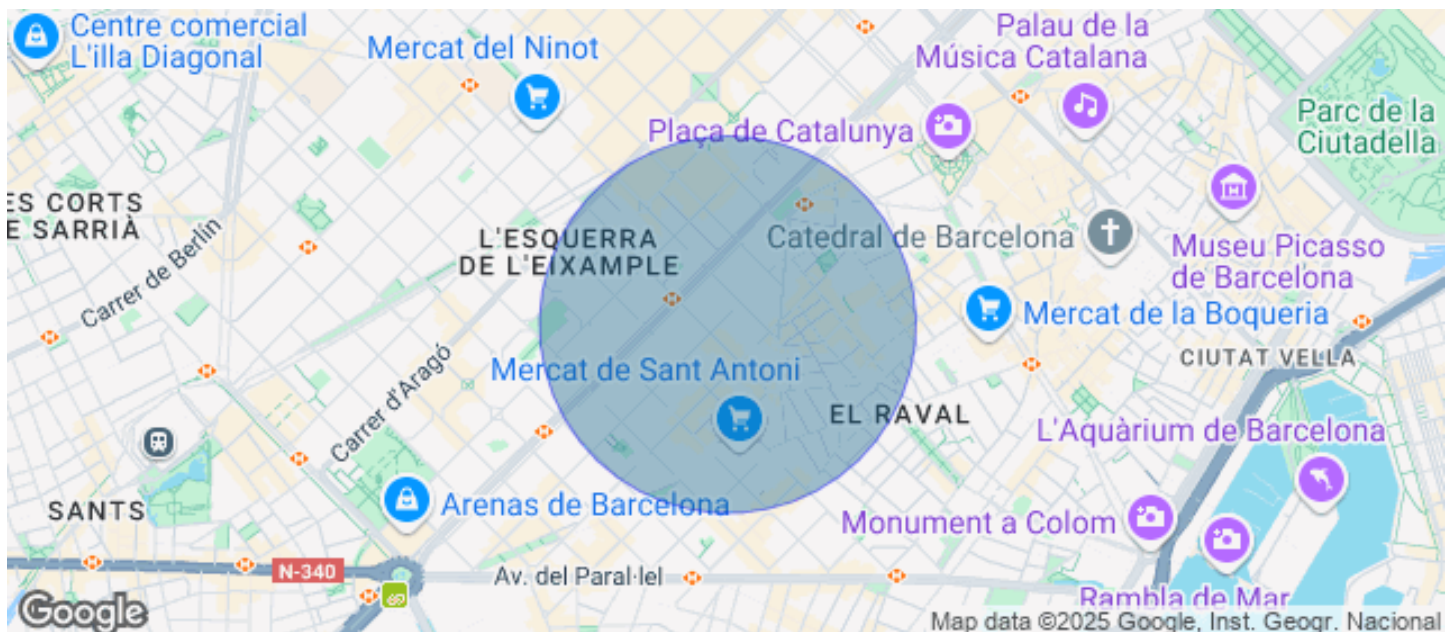 Centre comercial
L'illa Diagonal
Mercat del Ninot
Palau de la
Música Catalana
Plaça de Catalunya
Parc de la
Ciutadella
ES CORTS
E SARRIÀ
L'ESQUERRA
DE L'EIXAMPLE
Catedral de Barcelona
Museu Picasso
de Barcelona
Carrer de Berlín
Mercat de la Boqueria
CIUTAT VELLA
Mercat de Sant Antoni
Carrer d'Aragó
EL RAVAL
L'Aquàrium de Barcelona
SANTS
Arenas de Barcelona
Monument a Colom
N-340
Av. del Paral·lel
Rambla de Mar
Google
Map data ©2025 Google, Inst. Geogr. Nacional